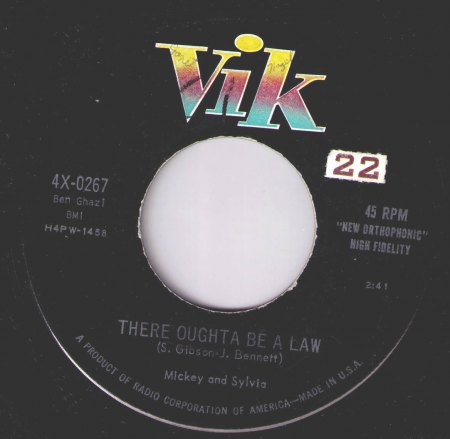 Vik
22
4X-0267
Ben Ghazi
BMI
H4PW-1458
45 RPM
"NEW ORTHOPHONIC"
HIGH FIDELITY
2:41
THERE OUGHTA BE A LAW
(S. Gibson-J. Bennett)
Mickey and Sylvia
A PRODUCT OF RADIO CORPORATION OF AMERICA—MADE IN U.S.A.